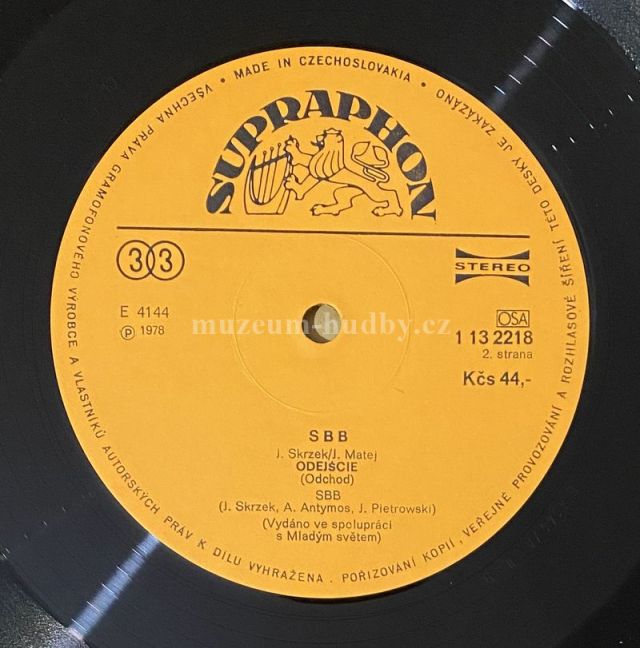 VŠECHNA PRÁVA GRAMOFONOVÉHO VÝROBCE A VLASTNÍKŮ AUTORSKÝCH PRÁV K DÍLU VYHRAŽENA. POŘIZOVÁNÍ KOPIÍ, VEŘEJNÉ PROVOZOVÁNÍ A ROZHLASOVÉ ŠÍŘENÍ TÉTO DESKY JE ZAKÁZÁNO
• MADE IN CZECHOSLOVAKIA •
SUPRAPHON
33
STEREO
E 4144
OSA
℗ 1978
1 13 2218
muzeum-hudby.cz
2. strana
Kčs 44,-
SBB
J. Skrzek/J. Matej
ODEJŚCIE
(Odchod)
SBB
(J. Skrzek, A. Antymos, J. Pietrowski)
(Vydáno ve spolupráci
s Mladým světem)